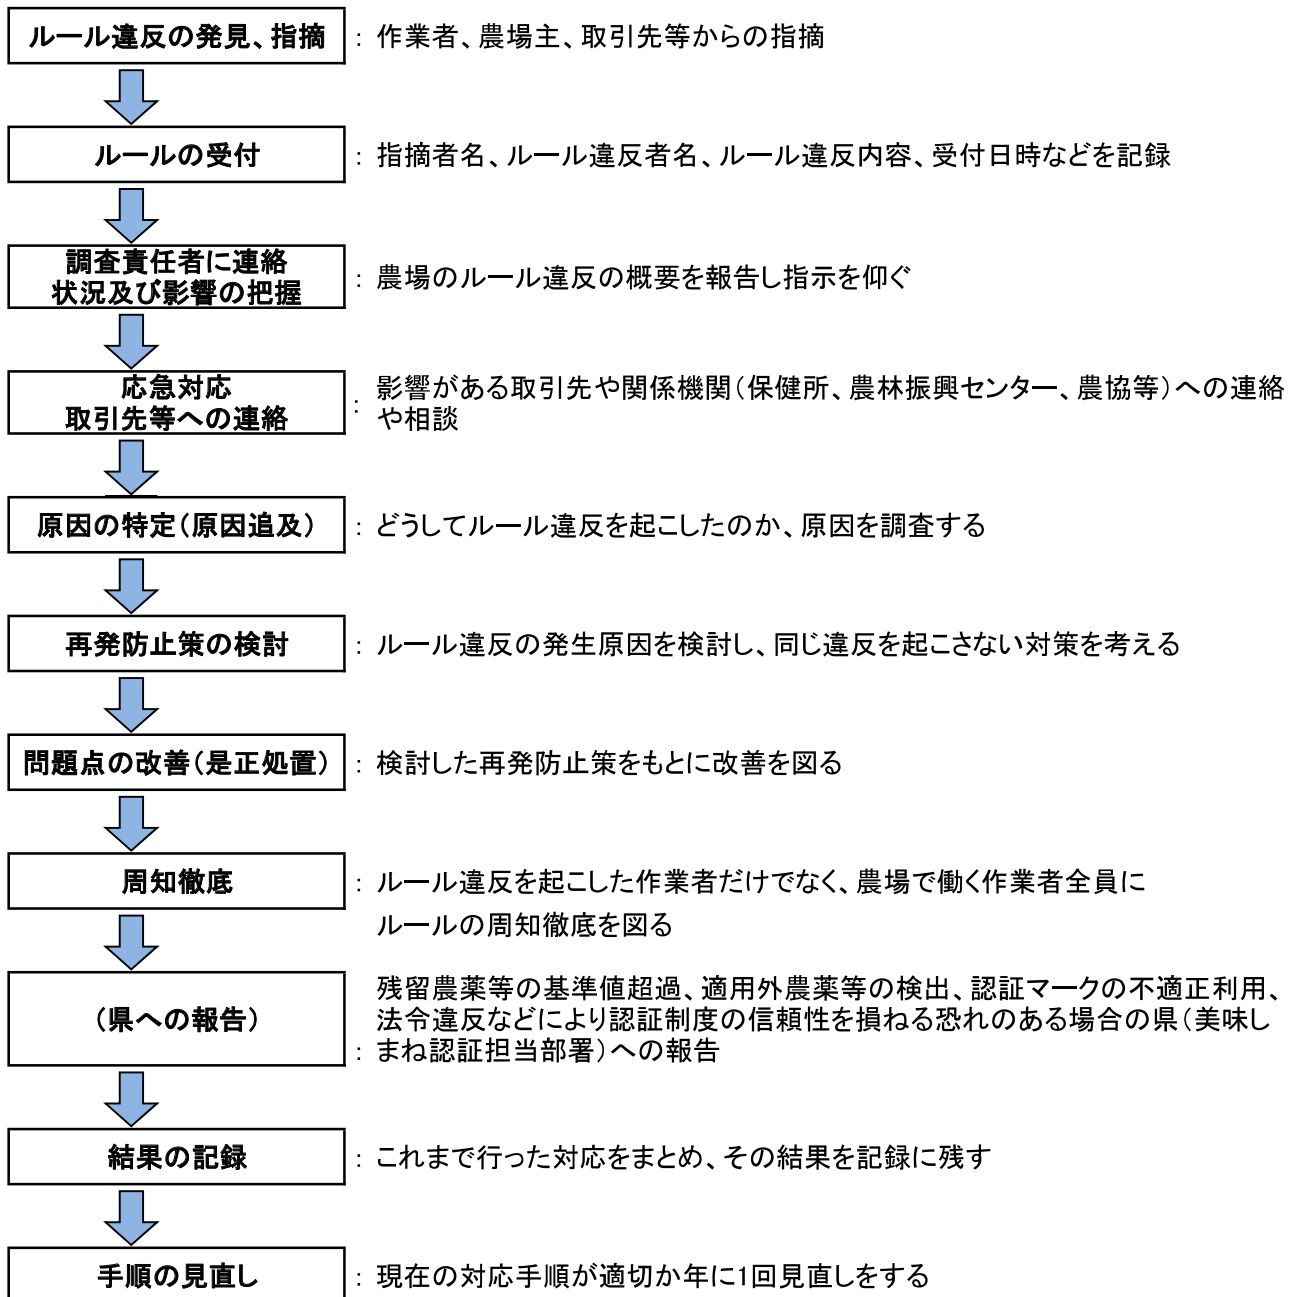 ルール違反の発見、指摘 : 作業者、農場主、取引先等からの指摘
ルールの受付 : 指摘者名、ルール違反者名、ルール違反内容、受付日時などを記録
調査責任者に連絡
状況及び影響の把握
: 農場のルール違反の概要を報告し指示を仰ぐ
応急対応
取引先等への連絡
: 影響がある取引先や関係機関(保健所、農林振興センター、農協等)への連絡
や相談
原因の特定(原因追及) : どうしてルール違反を起こしたのか、原因を調査する
再発防止策の検討 : ルール違反の発生原因を検討し、同じ違反を起こさない対策を考える
問題点の改善(是正処置) : 検討した再発防止策をもとに改善を図る
周知徹底 : ルール違反を起こした作業者だけでなく、農場で働く作業者全員に
ルールの周知徹底を図る
(県への報告)
残留農薬等の基準値超過、適用外農薬等の検出、認証マークの不適正利用、
法令違反などにより認証制度の信頼性を損ねる恐れのある場合の県(美味し
: まね認証担当部署)への報告
結果の記録 : これまで行った対応をまとめ、その結果を記録に残す
手順の見直し : 現在の対応手順が適切か年に1回見直しをする